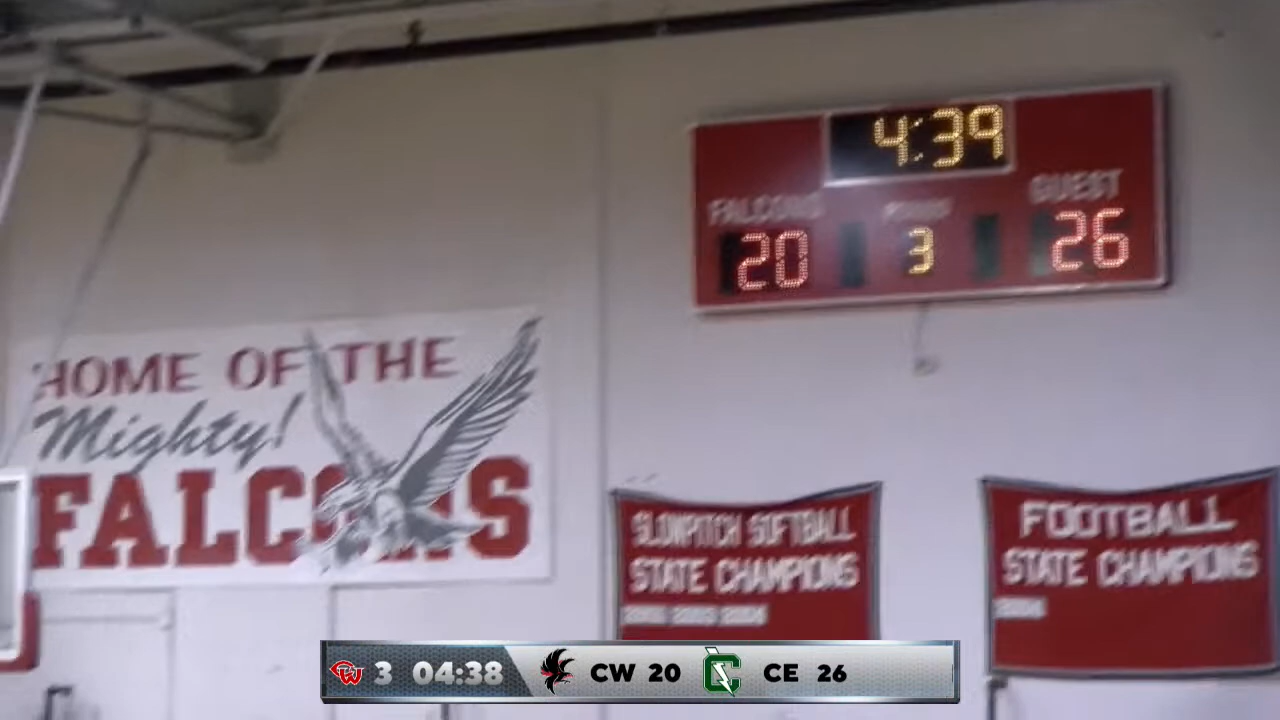 4:39
FALCONS GUEST
20 3 26
HOME OF THE
Mighty!
FALCONS
SLOWPITCH SOFTBALL
STATE CHAMPIONS
FOOTBALL
STATE CHAMPIONS
CW 3 04:38 CW 20 C CE 26